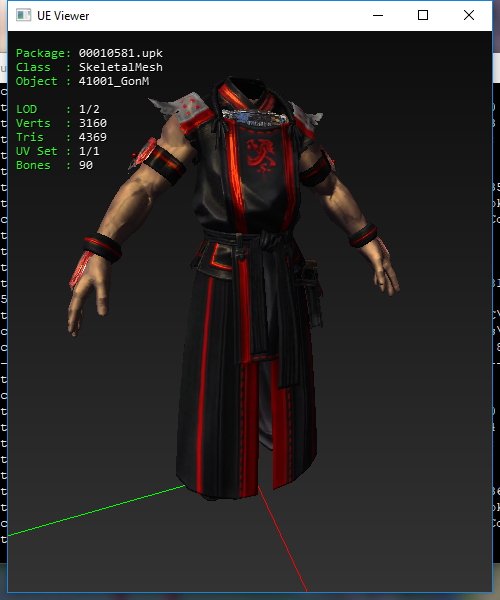 UE Viewer
Package: 00010581.upk
Class : SkeletalMesh
Object : 41001_GonM
LOD : 1/2
Verts : 3160
Tris : 4369
UV Set : 1/1
Bones : 90